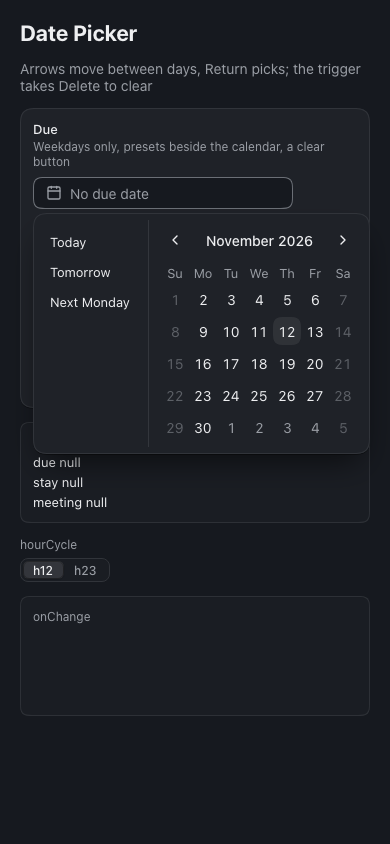 Date Picker
Arrows move between days, Return picks; the trigger
takes Delete to clear
Due
Weekdays only, presets beside the calendar, a clear
button
No due date
Today
Tomorrow
Next Monday
November 2026
Su Mo Tu We Th Fr Sa
1 2 3 4 5 6 7
8 9 10 11 12 13 14
15 16 17 18 19 20 21
22 23 24 25 26 27 28
29 30 1 2 3 4 5
due null
stay null
meeting null
hourCycle
h12 h23
onChange